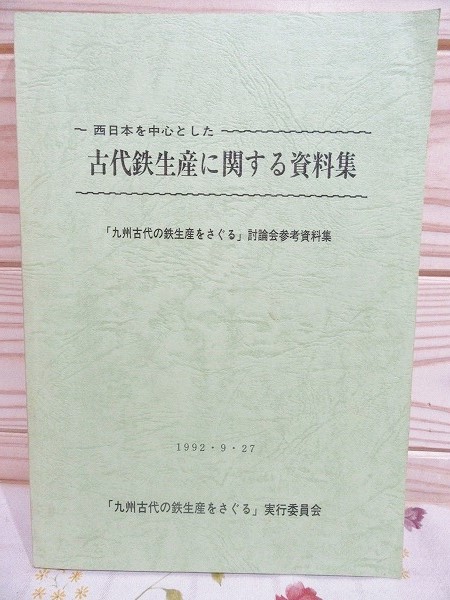 ～西日本を中心とした～
古代鉄生産に関する資料集
「九州古代の鉄生産をさぐる」討論会参考資料集
1992・9・27
「九州古代の鉄生産をさぐる」実行委員会